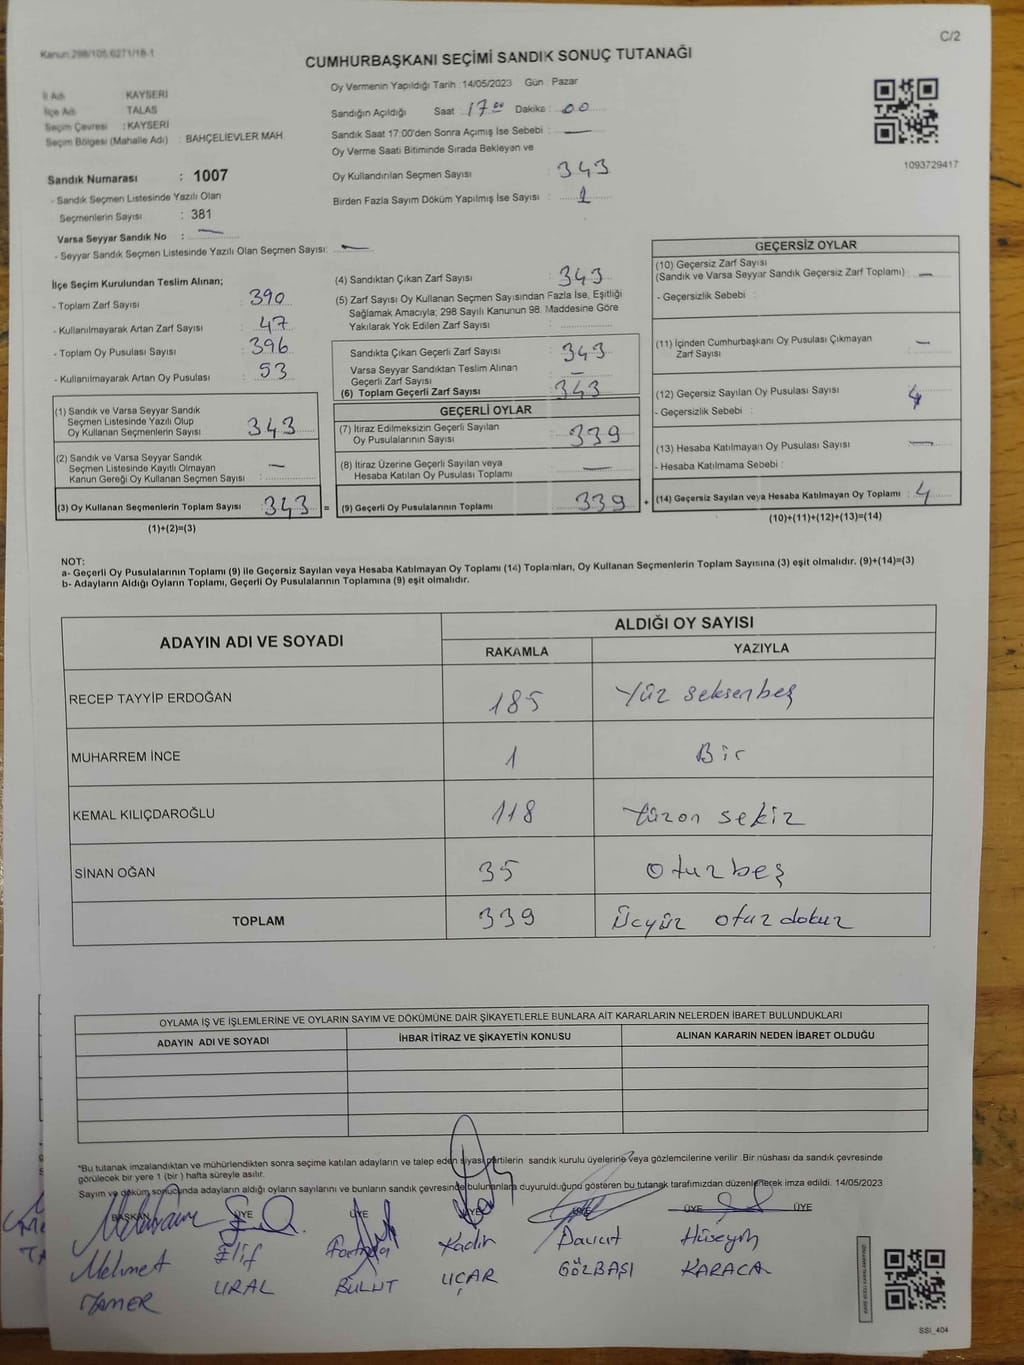 Kanun:298/105,6271/18-1
C/2
CUMHURBAŞKANI SEÇİMİ SANDIK SONUÇ TUTANAĞI
İl Adı KAYSERİ
İlçe Adı TALAS
Seçim Çevresi : KAYSERİ
Seçim Bölgesi (Mahalle Adı) : BAHÇELİEVLER MAH.
Sandık Numarası : 1007
- Sandık Seçmen Listesinde Yazılı Olan
Seçmenlerin Sayısı : 381
Varsa Seyyar Sandık No : —
- Seyyar Sandık Seçmen Listesinde Yazılı Olan Seçmen Sayısı: —
Oy Vermenin Yapıldığı Tarih :14/05/2023 Gün : Pazar
Sandığın Açıldığı Saat : 17 00 Dakika : 00
Sandık Saat 17:00'den Sonra Açımış İse Sebebi : —
Oy Verme Saati Bitiminde Sırada Bekleyen ve
Oy Kullandırılan Seçmen Sayısı : 343
Birden Fazla Sayım Döküm Yapılmış İse Sayısı : 1
1093729417
İlçe Seçim Kurulundan Teslim Alınan;
- Toplam Zarf Sayısı : 390
- Kullanılmayarak Artan Zarf Sayısı : 47
- Toplam Oy Pusulası Sayısı : 396
- Kullanılmayarak Artan Oy Pusulası : 53
(4) Sandıktan Çıkan Zarf Sayısı : 343
(5) Zarf Sayısı Oy Kullanan Seçmen Sayısından Fazla İse, Eşitliği
Sağlamak Amacıyla; 298 Sayılı Kanunun 98. Maddesine Göre
Yakılarak Yok Edilen Zarf Sayısı :
Sandıkta Çıkan Geçerli Zarf Sayısı : 343
Varsa Seyyar Sandıktan Teslim Alınan
Geçerli Zarf Sayısı : —
(6) Toplam Geçerli Zarf Sayısı : 343
GEÇERSİZ OYLAR
(10) Geçersiz Zarf Sayısı
(Sandık ve Varsa Seyyar Sandık Geçersiz Zarf Toplamı) : —
- Geçersizlik Sebebi :
(11) İçinden Cumhurbaşkanı Oy Pusulası Çıkmayan
Zarf Sayısı : —
(12) Geçersiz Sayılan Oy Pusulası Sayısı : 4
- Geçersizlik Sebebi :
(13) Hesaba Katılmayan Oy Pusulası Sayısı : —
- Hesaba Katılmama Sebebi :
(14) Geçersiz Sayılan veya Hesaba Katılmayan Oy Toplamı : 4
(10)+(11)+(12)+(13)=(14)
(1) Sandık ve Varsa Seyyar Sandık
Seçmen Listesinde Yazılı Olup
Oy Kullanan Seçmenlerin Sayısı : 343
(2) Sandık ve Varsa Seyyar Sandık
Seçmen Listesinde Kayıtlı Olmayan
Kanun Gereği Oy Kullanan Seçmen Sayısı : —
(3) Oy Kullanan Seçmenlerin Toplam Sayısı : 343 =
(1)+(2)=(3)
GEÇERLİ OYLAR
(7) İtiraz Edilmeksizin Geçerli Sayılan
Oy Pusulalarının Sayısı : 339
(8) İtiraz Üzerine Geçerli Sayılan veya
Hesaba Katılan Oy Pusulası Toplamı : —
(9) Geçerli Oy Pusulalarının Toplamı : 339 +
NOT:
a- Geçerli Oy Pusulalarının Toplamı (9) ile Geçersiz Sayılan veya Hesaba Katılmayan Oy Toplamı (14) Toplamları, Oy Kullanan Seçmenlerin Toplam Sayısına (3) eşit olmalıdır. (9)+(14)=(3)
b- Adayların Aldığı Oyların Toplamı, Geçerli Oy Pusulalarının Toplamına (9) eşit olmalıdır.
ADAYIN ADI VE SOYADI ALDIĞI OY SAYISI
RAKAMLA YAZIYLA
RECEP TAYYİP ERDOĞAN 185 Yüz seksenbeş
MUHARREM İNCE 1 Bir
KEMAL KILIÇDAROĞLU 118 Yüzon sekiz
SİNAN OĞAN 35 Otuzbeş
TOPLAM 339 Üçyüz otuzdokuz
OYLAMA İŞ VE İŞLEMLERİNE VE OYLARIN SAYIM VE DÖKÜMÜNE DAİR ŞİKAYETLERLE BUNLARA AİT KARARLARIN NELERDEN İBARET BULUNDUKLARI
ADAYIN ADI VE SOYADI İHBAR İTİRAZ VE ŞİKAYETİN KONUSU ALINAN KARARIN NEDEN İBARET OLDUĞU
*Bu tutanak imzalandıktan ve mühürlendikten sonra seçime katılan adayların ve talep eden siyasi partilerin sandık kurulu üyelerine veya gözlemcilerine verilir. Bir nüshası da sandık çevresinde
görülecek bir yere 1 (bir ) hafta süreyle asılır.
Sayım ve döküm sonucunda adayların aldığı oyların sayılarını ve bunların sandık çevresinde bulunanlara duyurulduğunu gösteren bu tutanak tarafımızdan düzenlenerek imza edildi. 14/05/2023
BAŞKAN ÜYE ÜYE ÜYE ÜYE ÜYE ÜYE
Mehmet Elif Fatma Kadir Davut Hüseyin
TAMER URAL BULUT UÇAR GÖLBAŞI KARACA
SSİ_404